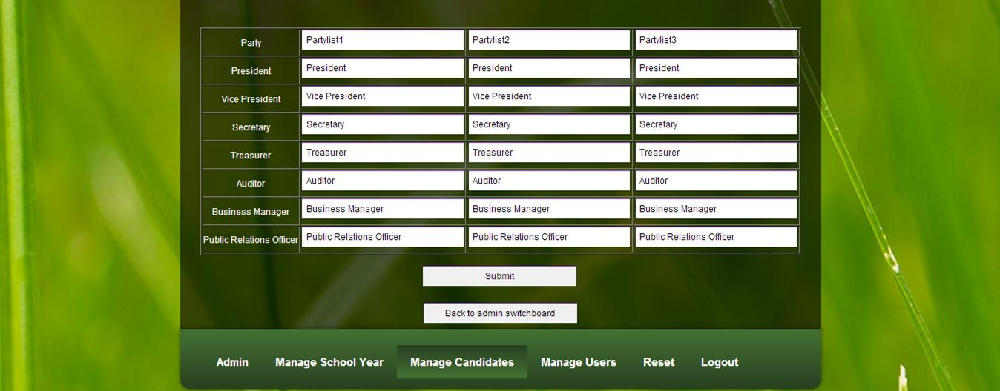 Party Partylist1 Partylist2 Partylist3
President President President President
Vice President Vice President Vice President Vice President
Secretary Secretary Secretary Secretary
Treasurer Treasurer Treasurer Treasurer
Auditor Auditor Auditor Auditor
Business Manager Business Manager Business Manager Business Manager
Public Relations Officer Public Relations Officer Public Relations Officer Public Relations Officer
Submit
Back to admin switchboard
Admin Manage School Year Manage Candidates Manage Users Reset Logout